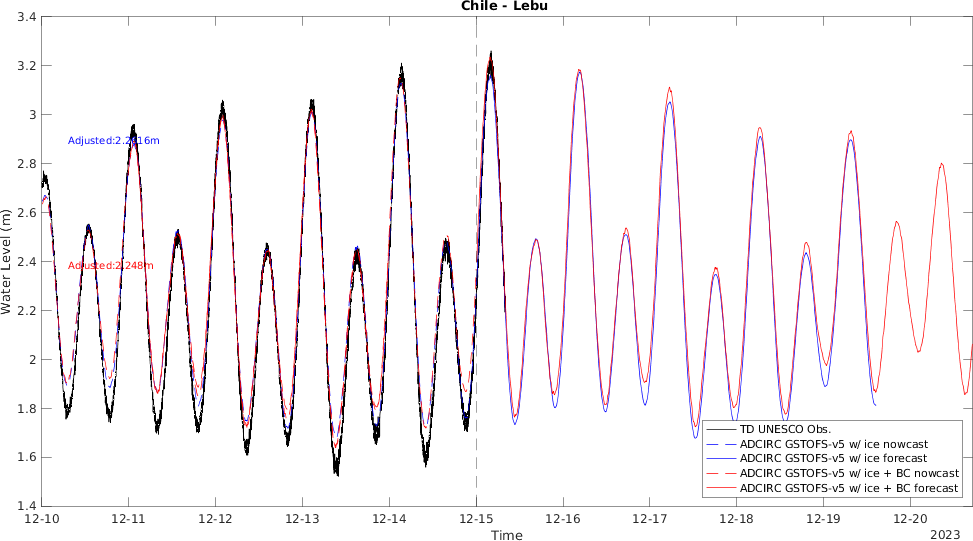 Chile - Lebu
3.4
3.2
3
2.8
2.6
2.4
2.2
2
1.8
1.6
1.4
Water Level (m)
Adjusted:2.2416m
Adjusted:2.248m
TD UNESCO Obs.
ADCIRC GSTOFS-v5 w/ ice nowcast
ADCIRC GSTOFS-v5 w/ ice forecast
ADCIRC GSTOFS-v5 w/ ice + BC nowcast
ADCIRC GSTOFS-v5 w/ ice + BC forecast
12-10 12-11 12-12 12-13 12-14 12-15 12-16 12-17 12-18 12-19 12-20
Time
2023